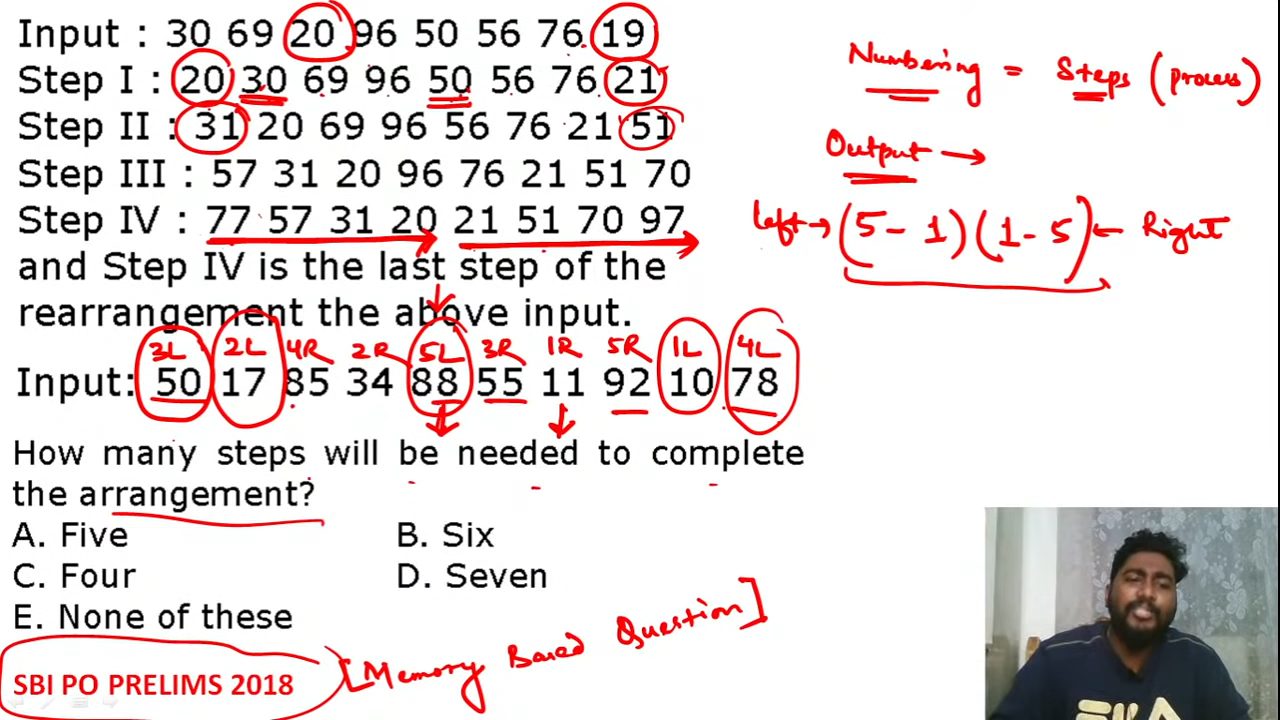 Input : 30 69 20 96 50 56 76 19
Step I : 20 30 69 96 50 56 76 21
Step II : 31 20 69 96 56 76 21 51
Step III : 57 31 20 96 76 21 51 70
Step IV : 77 57 31 20 21 51 70 97
and Step IV is the last step of the
rearrangement the above input.
3L 2L 4R 2R 5L 3R 1R 5R 1L 4L
Input: 50 17 85 34 88 55 11 92 10 78
How many steps will be needed to complete
the arrangement?
A. Five B. Six
C. Four D. Seven
E. None of these
SBI PO PRELIMS 2018 [Memory Based Question]
Numbering = Steps (process)
Output →
left → (5 - 1) (1 - 5) ← Right
FILA